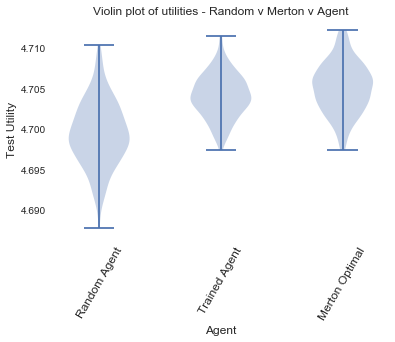 Violin plot of utilities - Random v Merton v Agent
4.710
4.705
4.700
4.695
4.690
Test Utility
Random Agent
Trained Agent
Merton Optimal
Agent